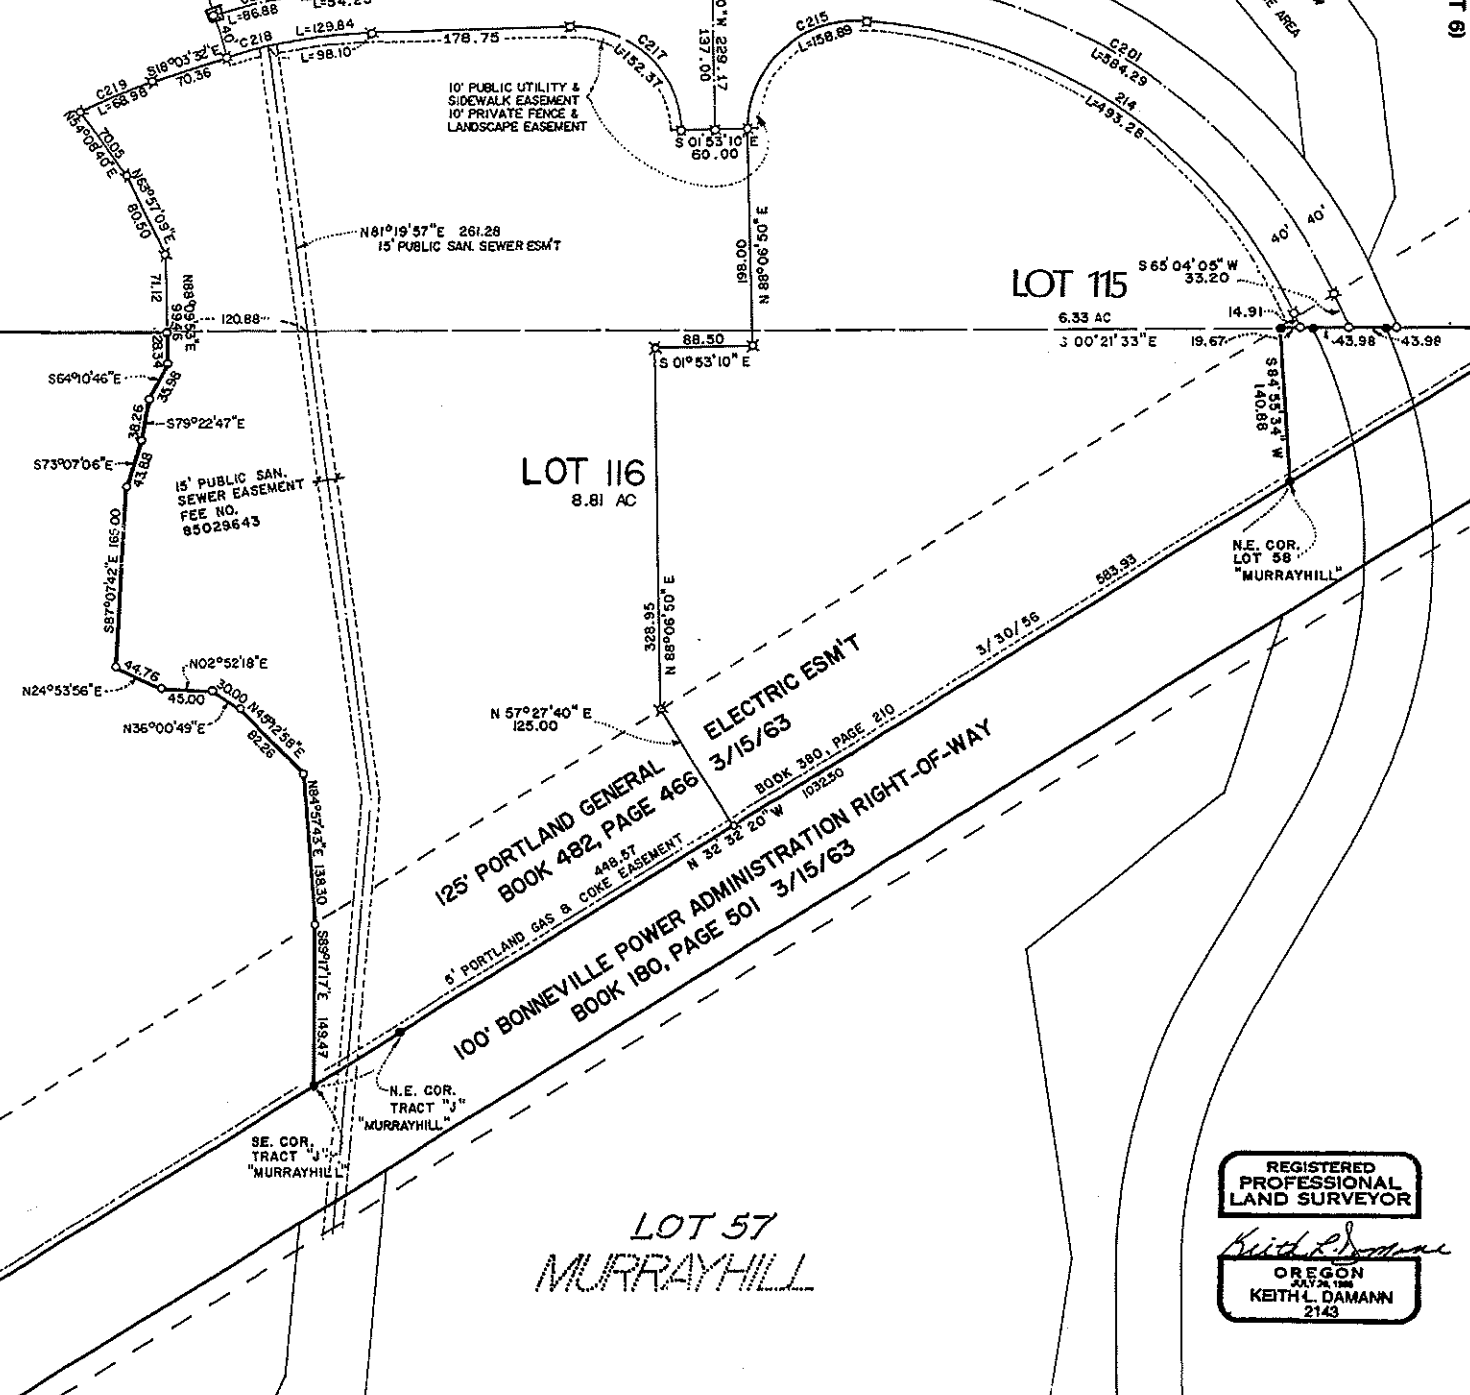 L=86.88
L=54.25
40'
C218
L=129.84
L=98.10
178.75
C217
L=152.37
0"N 229.17
137.00
C215
L=158.89
C201
L=584.29
214
L=493.28
E AREA
T 6)
C219
L=68.98
S18°03'32"E
70.36
N54°08'40"E
70.05
N63°57'09"E
80.50
10' PUBLIC UTILITY &
SIDEWALK EASEMENT
10' PRIVATE FENCE &
LANDSCAPE EASEMENT
S 01°53'10" E
60.00
N81°19'57"E 261.28
15' PUBLIC SAN. SEWER ESM'T
198.00
N 88°06'50" E
40'
40'
LOT 115
6.33 AC
S 65°04'05" W
33.20
14.91
S 00°21'33"E
19.67
43.98
43.98
71.12
N88°09'53"E
99.46
28.34
120.88
88.50
S 01°53'10" E
S64°10'46"E
35.98
S79°22'47"E
38.26
S73°07'06"E
43.88
15' PUBLIC SAN.
SEWER EASEMENT
FEE NO.
85029643
LOT 116
8.81 AC
S84°55'34" W
140.88
N.E. COR.
LOT 58
"MURRAYHILL"
S87°07'42"E 165.00
328.95
N 88°06'50" E
583.93
3/30/56
N24°53'56"E
44.76
N02°52'18"E
45.00
N36°00'49"E
30.00
N45°12'58"E
82.26
N 57°27'40" E
125.00
ELECTRIC ESM'T
3/15/63
125' PORTLAND GENERAL
BOOK 482, PAGE 466
BOOK 380, PAGE 210
1032.50
N 32°32'20"W
448.57
5' PORTLAND GAS & COKE EASEMENT
100' BONNEVILLE POWER ADMINISTRATION RIGHT-OF-WAY
BOOK 180, PAGE 501 3/15/63
N84°57'43"E 138.30
S89°17'17"E 149.47
N.E. COR.
TRACT "J"
"MURRAYHILL"
SE. COR.
TRACT "J"
"MURRAYHILL"
LOT 57
MURRAYHILL
REGISTERED
PROFESSIONAL
LAND SURVEYOR
Keith L. Damann
OREGON
KEITH L. DAMANN
2143